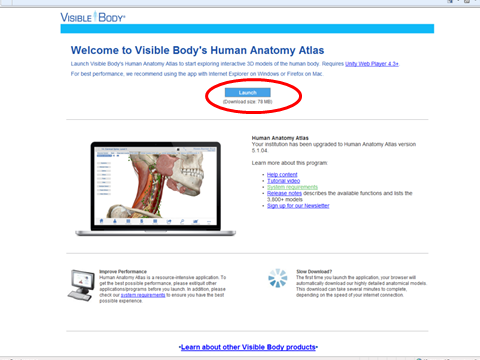 VISIBLE BODY
Welcome to Visible Body's Human Anatomy Atlas
Launch Visible Body's Human Anatomy Atlas to start exploring interactive 3D models of the human body. Requires Unity Web Player 4.3+.
For best performance, we recommend using the app with Internet Explorer on Windows or Firefox on Mac.
Launch
(Download size: 78 MB)
Human Anatomy Atlas
Your institution has been upgraded to Human Anatomy Atlas version
5.1.04.
Learn more about this program:
• Help content
• Tutorial video
• System requirements
• Release notes describes the available functions and lists the
3,800+ models
• Sign up for our Newsletter
Improve Performance
Human Anatomy Atlas is a resource-intensive application. To
get the best possible performance, please exit/quit other
applications/programs before you launch. In addition, please
check our system requirements to ensure you have the best
possible experience.
Slow Download?
The first time you launch the application, your browser will
automatically download our highly detailed anatomical models.
This download can take several minutes to complete,
depending on the speed of your internet connection.
•Learn about other Visible Body products•